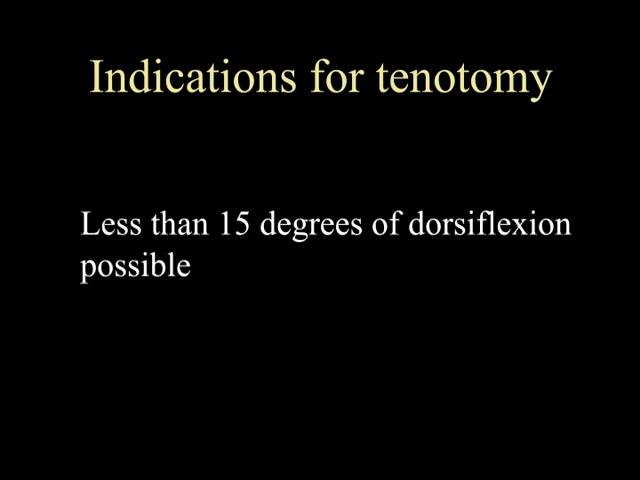 Indications for tenotomy
Less than 15 degrees of dorsiflexion
possible